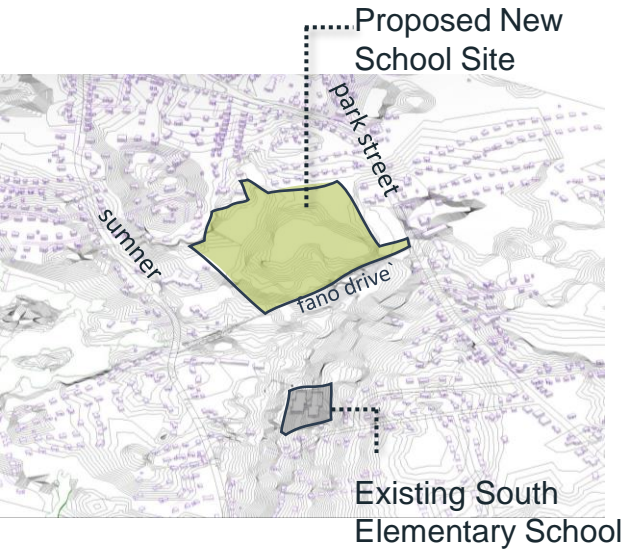 Proposed New
School Site
park street
sumner
fano drive`
Existing South
Elementary School